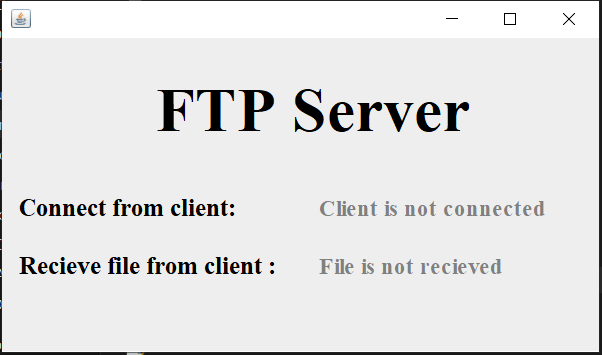 FTP Server
Connect from client: Client is not connected
Recieve file from client : File is not recieved